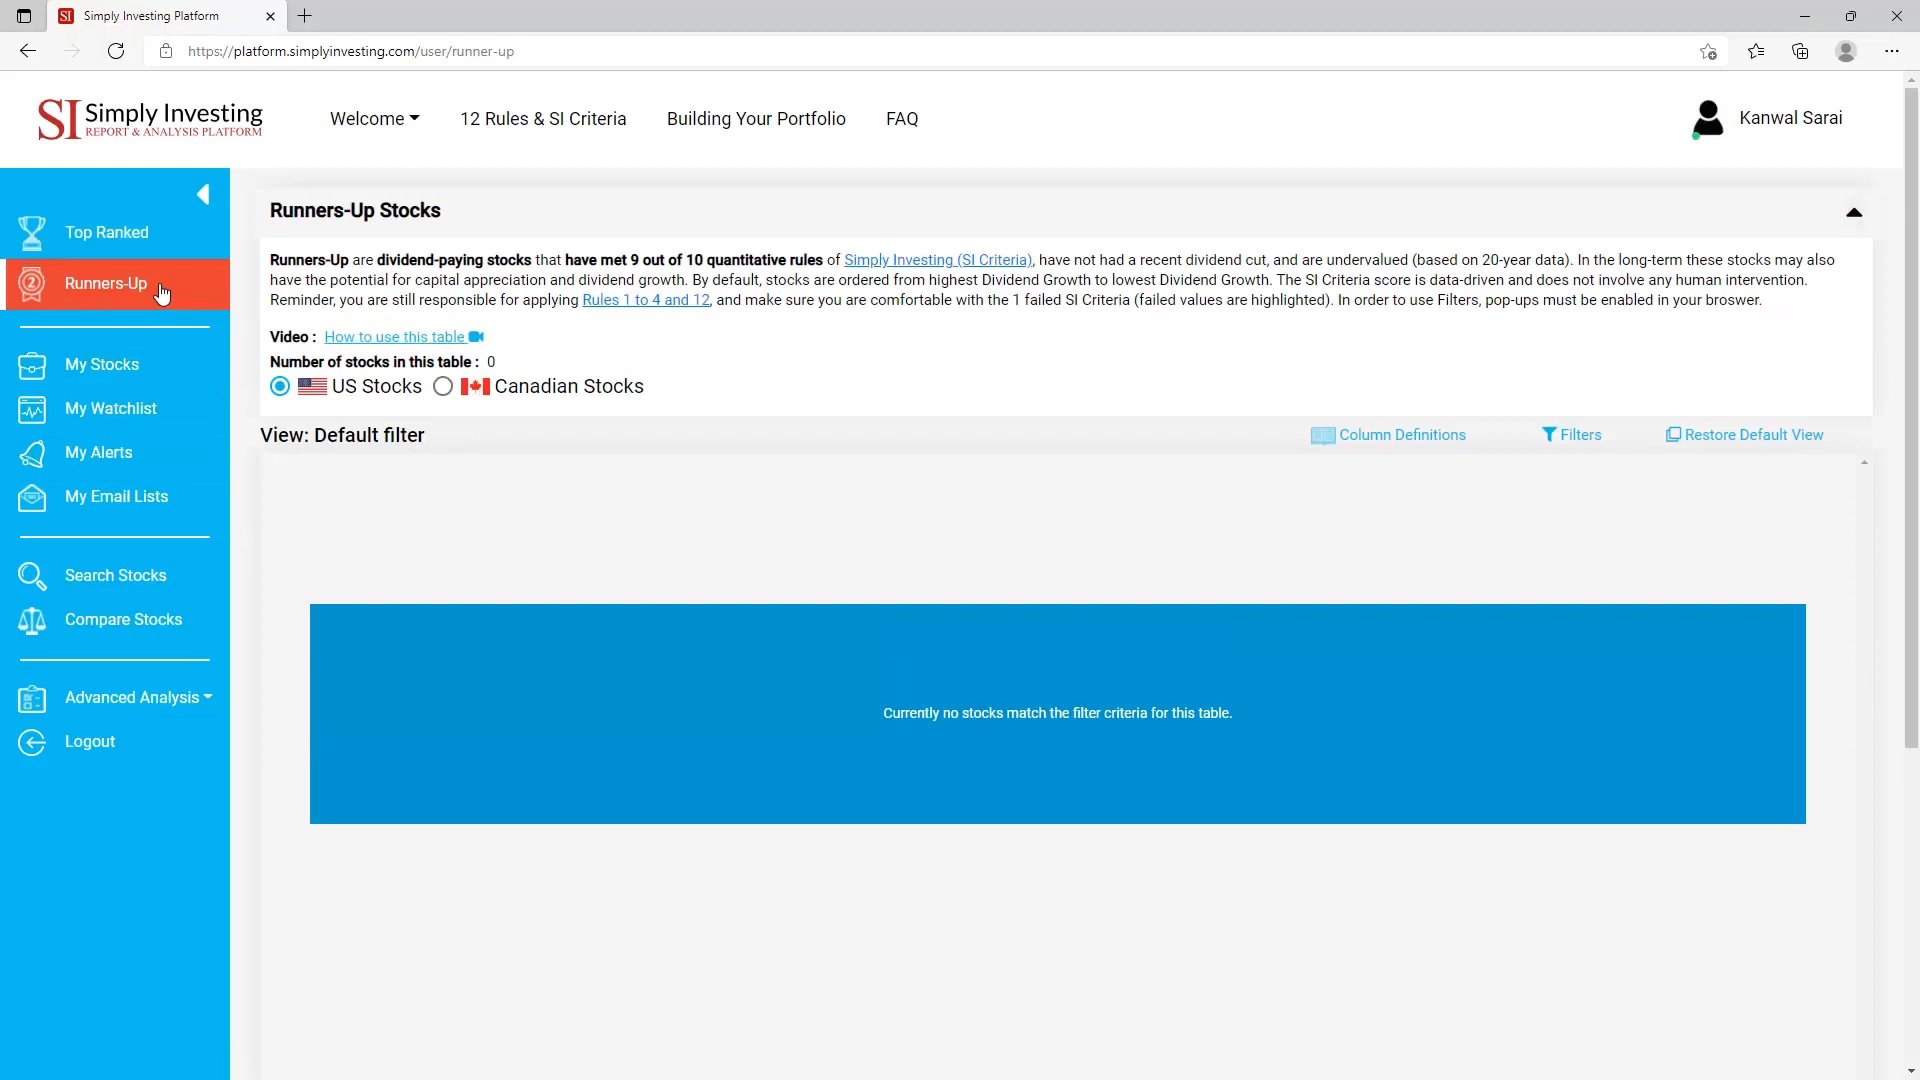 Simply Investing Platform
https://platform.simplyinvesting.com/user/runner-up
SI Simply Investing
REPORT & ANALYSIS PLATFORM
Welcome
12 Rules & SI Criteria
Building Your Portfolio
FAQ
Kanwal Sarai
Top Ranked
Runners-Up
My Stocks
My Watchlist
My Alerts
My Email Lists
Search Stocks
Compare Stocks
Advanced Analysis
Logout
Runners-Up Stocks
Runners-Up are dividend-paying stocks that have met 9 out of 10 quantitative rules of Simply Investing (SI Criteria), have not had a recent dividend cut, and are undervalued (based on 20-year data). In the long-term these stocks may also
have the potential for capital appreciation and dividend growth. By default, stocks are ordered from highest Dividend Growth to lowest Dividend Growth. The SI Criteria score is data-driven and does not involve any human intervention.
Reminder, you are still responsible for applying Rules 1 to 4 and 12, and make sure you are comfortable with the 1 failed SI Criteria (failed values are highlighted). In order to use Filters, pop-ups must be enabled in your broswer.
Video : How to use this table
Number of stocks in this table : 0
US Stocks Canadian Stocks
View: Default filter
Column Definitions
Filters
Restore Default View
Currently no stocks match the filter criteria for this table.